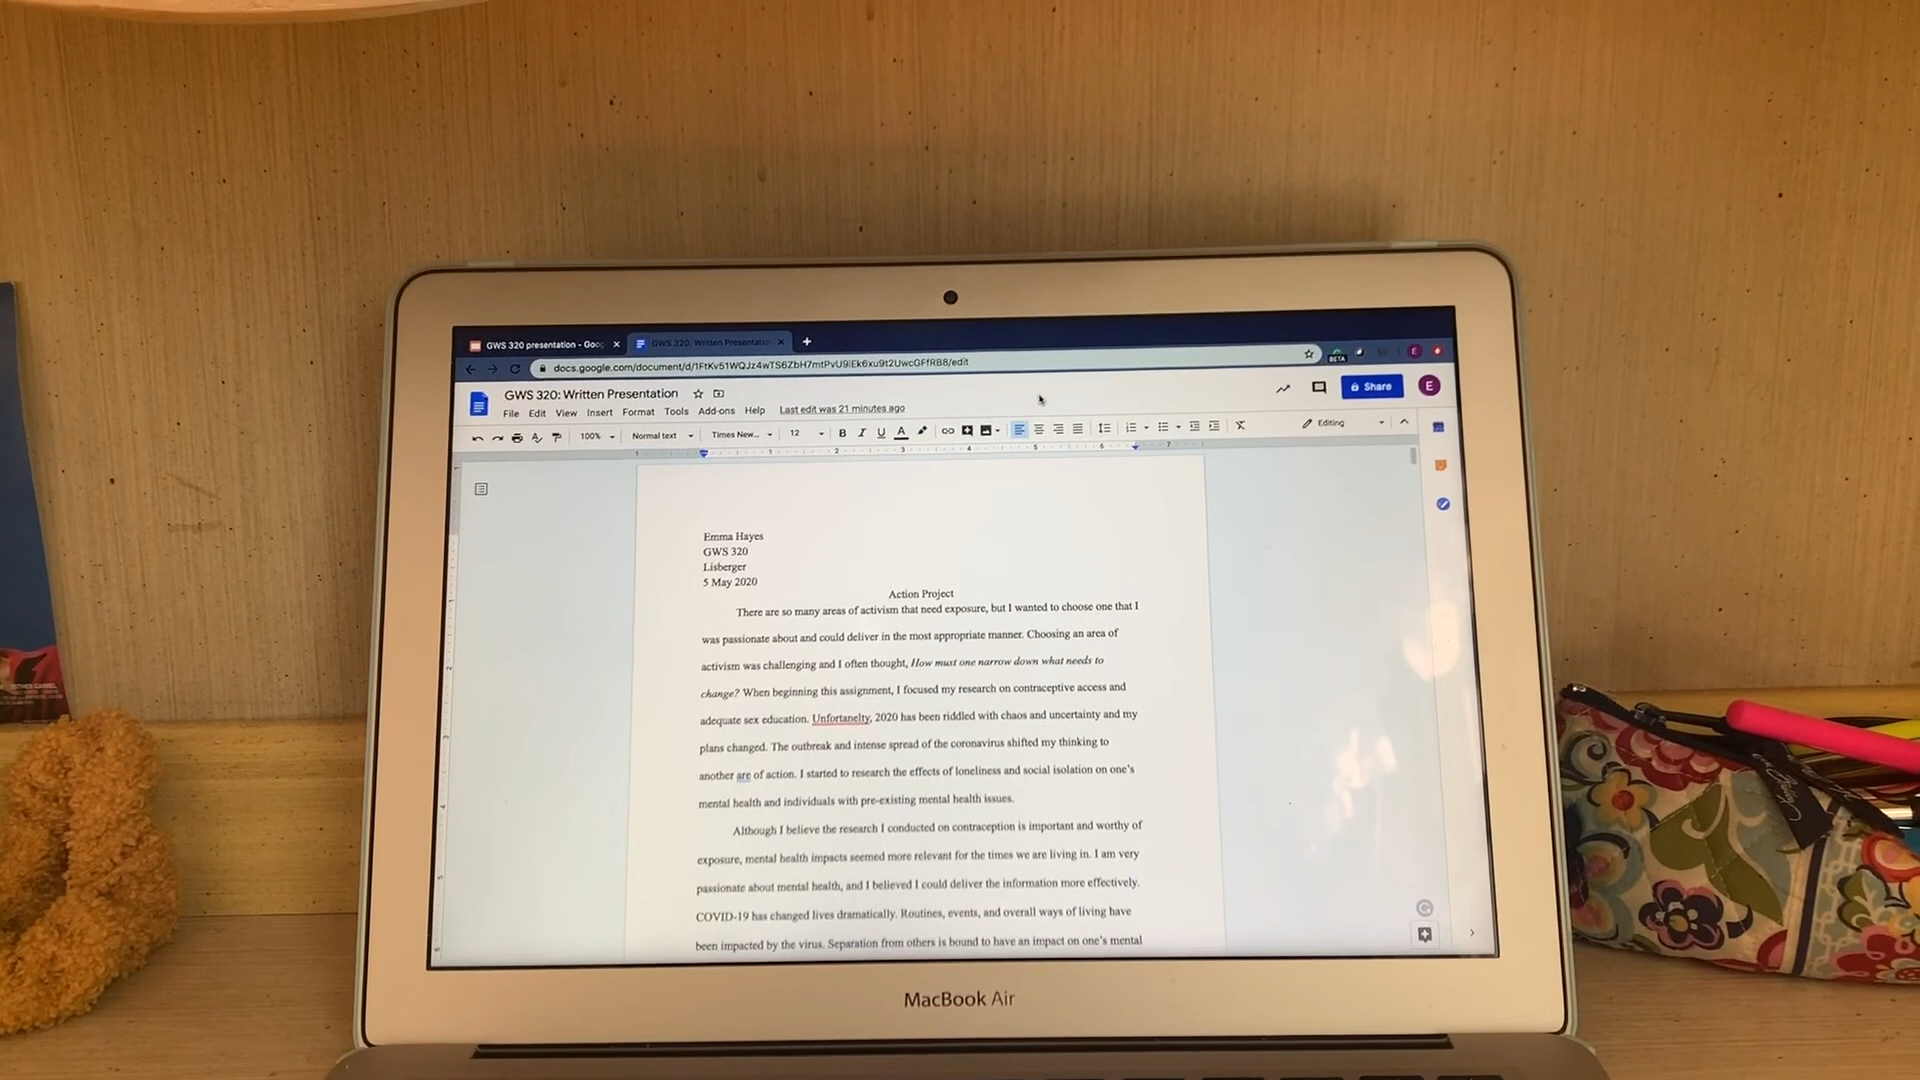 GWS 320 presentation - Goo
GWS 320: Written Presentatio
docs.google.com/document/d/1FtKv51WQJz4wTS6ZbH7mtPvU9iEk6xu9t2UwcGFfRB8/edit
BETA
E
GWS 320: Written Presentation
Share
E
File Edit View Insert Format Tools Add-ons Help Last edit was 21 minutes ago
100% Normal text Times New... 12 B I U A Editing
1 1 2 3 4 5 6 7
Emma Hayes
GWS 320
Lisberger
5 May 2020
Action Project
There are so many areas of activism that need exposure, but I wanted to choose one that I
was passionate about and could deliver in the most appropriate manner. Choosing an area of
activism was challenging and I often thought, How must one narrow down what needs to
change? When beginning this assignment, I focused my research on contraceptive access and
adequate sex education. Unfortanelty, 2020 has been riddled with chaos and uncertainty and my
plans changed. The outbreak and intense spread of the coronavirus shifted my thinking to
another are of action. I started to research the effects of loneliness and social isolation on one's
mental health and individuals with pre-existing mental health issues.
Although I believe the research I conducted on contraception is important and worthy of
exposure, mental health impacts seemed more relevant for the times we are living in. I am very
passionate about mental health, and I believed I could deliver the information more effectively.
COVID-19 has changed lives dramatically. Routines, events, and overall ways of living have
been impacted by the virus. Separation from others is bound to have an impact on one's mental
MacBook Air